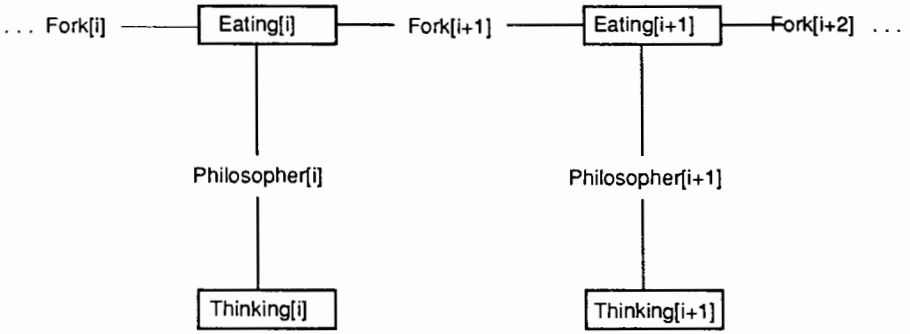 ... Fork[i] Eating[i] Fork[i+1] Eating[i+1] Fork[i+2] ...
Philosopher[i] Philosopher[i+1]
Thinking[i] Thinking[i+1]